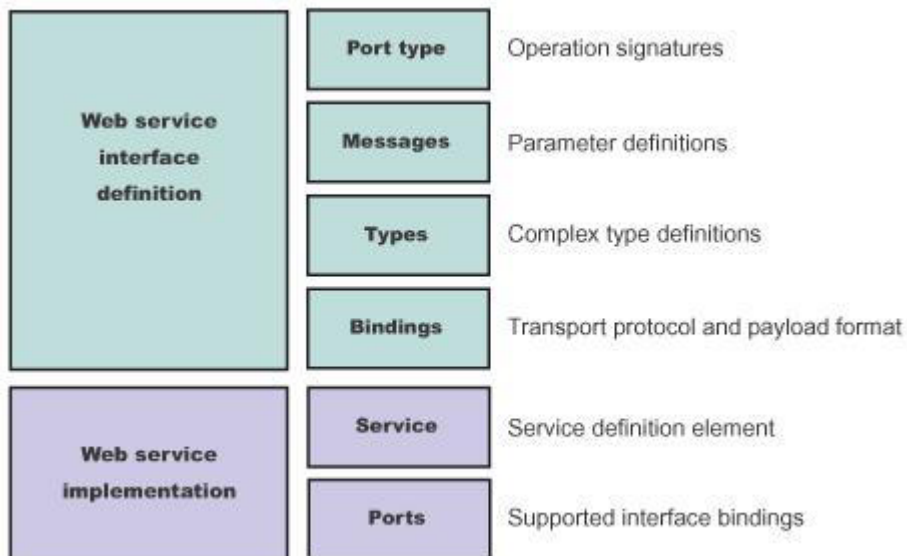 Port type
Operation signatures
Web service
interface
definition
Messages
Parameter definitions
Types
Complex type definitions
Bindings
Transport protocol and payload format
Web service
implementation
Service
Service definition element
Ports
Supported interface bindings